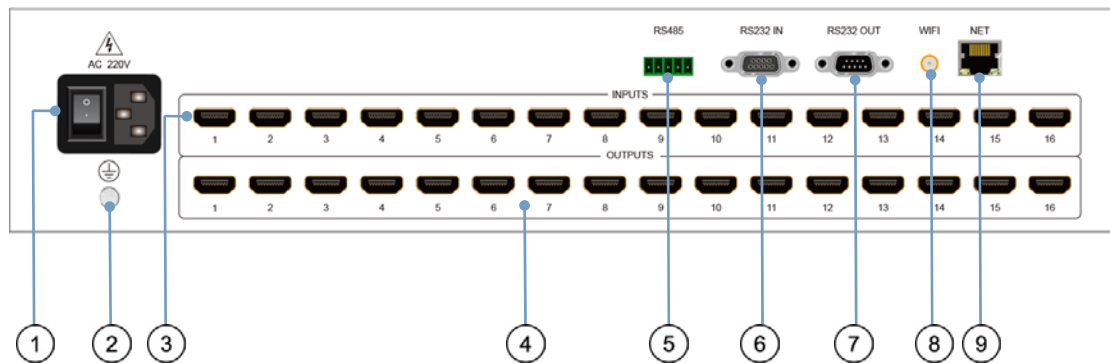 RS485 RS232 IN RS232 OUT WIFI NET
AC 220V
INPUTS
1 2 3 4 5 6 7 8 9 10 11 12 13 14 15 16
OUTPUTS
1 2 3 4 5 6 7 8 9 10 11 12 13 14 15 16
1 2 3 4 5 6 7 8 9